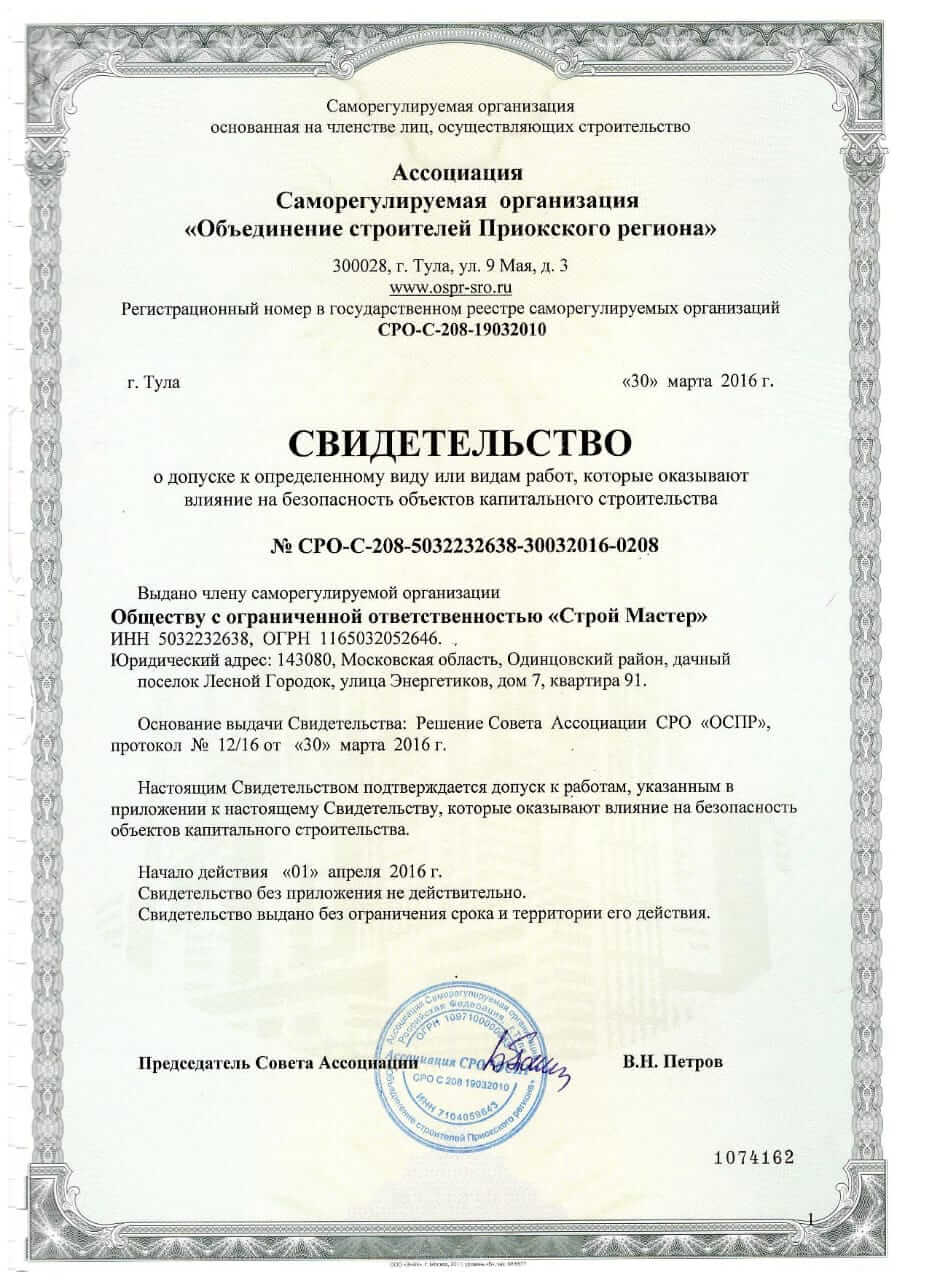 Саморегулируемая организация
основанная на членстве лиц, осуществляющих строительство
Ассоциация
Саморегулируемая организация
«Объединение строителей Приокского региона»
300028, г. Тула, ул. 9 Мая, д. 3
www.ospr-sro.ru
Регистрационный номер в государственном реестре саморегулируемых организаций
СРО-С-208-19032010
г. Тула «30» марта 2016 г.
СВИДЕТЕЛЬСТВО
о допуске к определенному виду или видам работ, которые оказывают
влияние на безопасность объектов капитального строительства
№ СРО-С-208-5032232638-30032016-0208
Выдано члену саморегулируемой организации
Обществу с ограниченной ответственностью «Строй Мастер»
ИНН 5032232638, ОГРН 1165032052646.
Юридический адрес: 143080, Московская область, Одинцовский район, дачный
поселок Лесной Городок, улица Энергетиков, дом 7, квартира 91.
Основание выдачи Свидетельства: Решение Совета Ассоциации СРО «ОСПР»,
протокол № 12/16 от «30» марта 2016 г.
Настоящим Свидетельством подтверждается допуск к работам, указанным в
приложении к настоящему Свидетельству, которые оказывают влияние на безопасность
объектов капитального строительства.
Начало действия «01» апреля 2016 г.
Свидетельство без приложения не действительно.
Свидетельство выдано без ограничения срока и территории его действия.
Ассоциация Саморегулируемая
Российская Федерация
ОГРН
Председатель Совета Ассоциации В.Н. Петров
Ассоциация СРО
СРО С 208 19032010
ИНН 7104059643
строителей Приокского региона
1074162
1